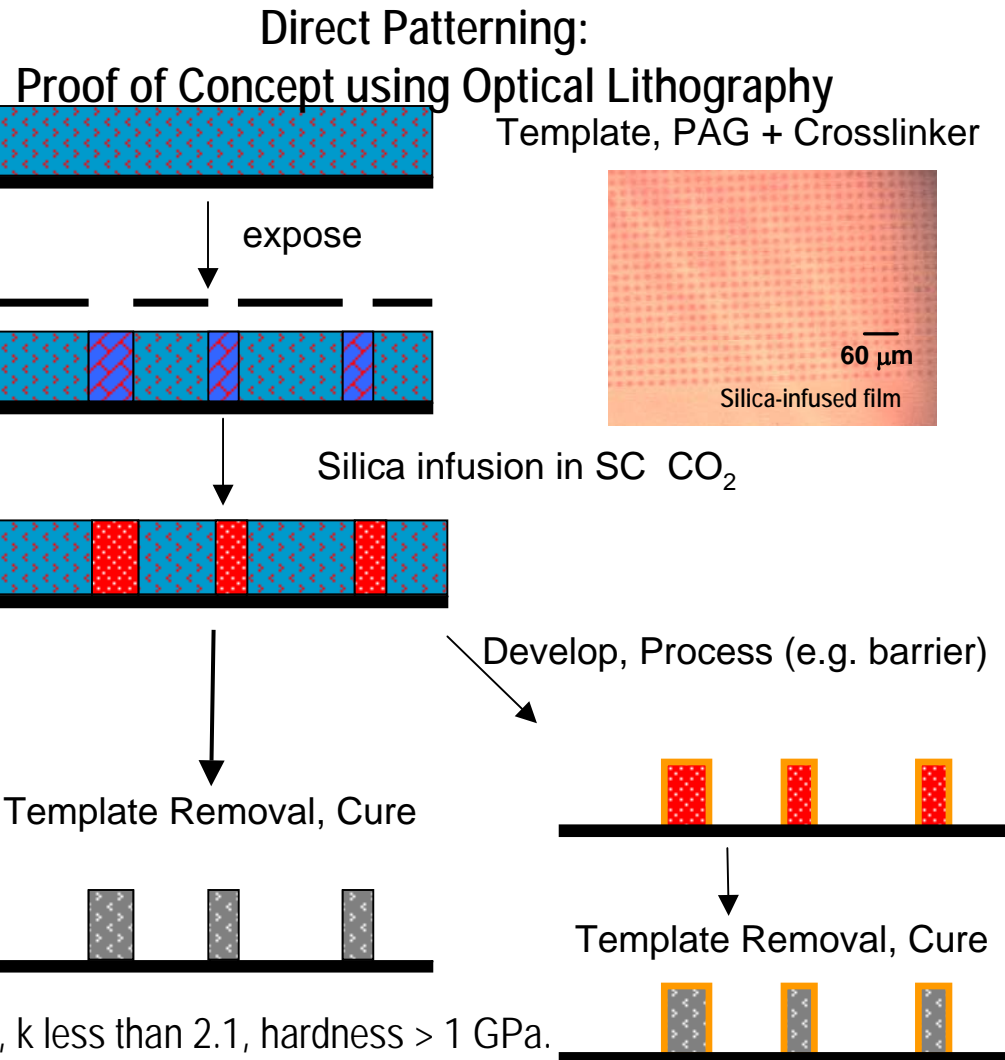 Direct Patterning:
Proof of Concept using Optical Lithography
Template, PAG + Crosslinker
expose
60 μm
Silica-infused film
Silica infusion in SC CO₂
Develop, Process (e.g. barrier)
Template Removal, Cure
Template Removal, Cure
, k less than 2.1, hardness > 1 GPa.